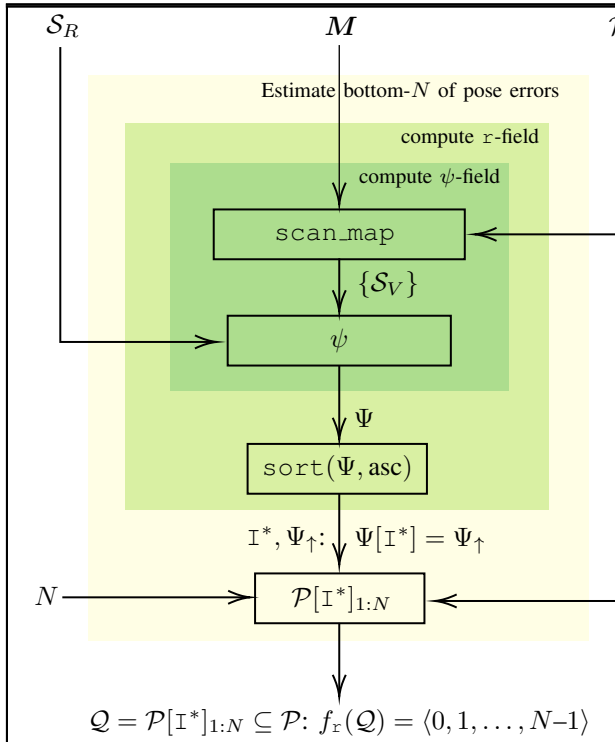 𝒮_R 𝑴
Estimate bottom-N of pose errors
compute r-field
compute ψ-field
scan_map
{𝒮_V}
ψ
Ψ
sort(Ψ, asc)
I*, Ψ↑: Ψ[I*] = Ψ↑
N 𝒫[I*]_{1:N}
𝒬 = 𝒫[I*]_{1:N} ⊆ 𝒫: f_r(𝒬) = ⟨0, 1, …, N–1⟩